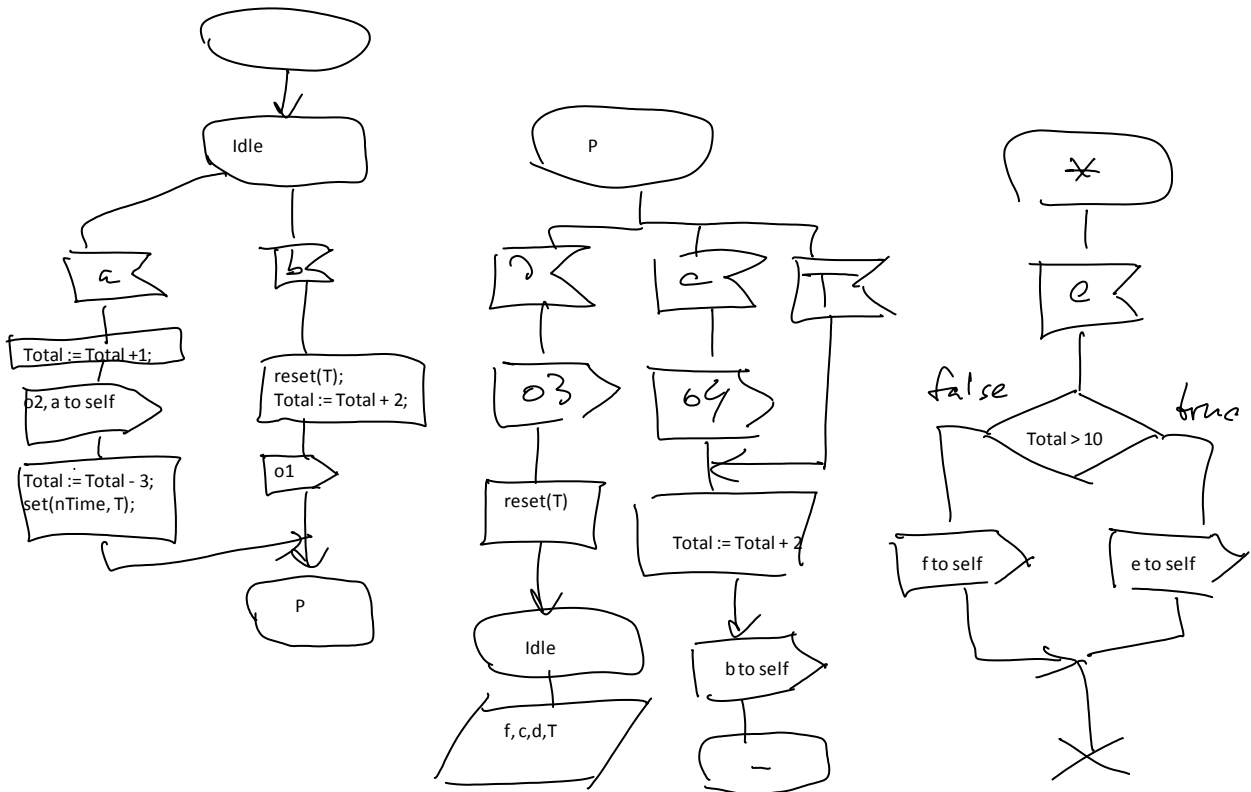 Idle
a
b
Total := Total +1;
o2, a to self
Total := Total - 3;
set(nTime, T);
reset(T);
Total := Total + 2;
o1
P
P
c
T
o3
o4
reset(T)
Total := Total + 2
Idle
b to self
f, c,d,T
–
*
e
false
true
Total > 10
f to self
e to self